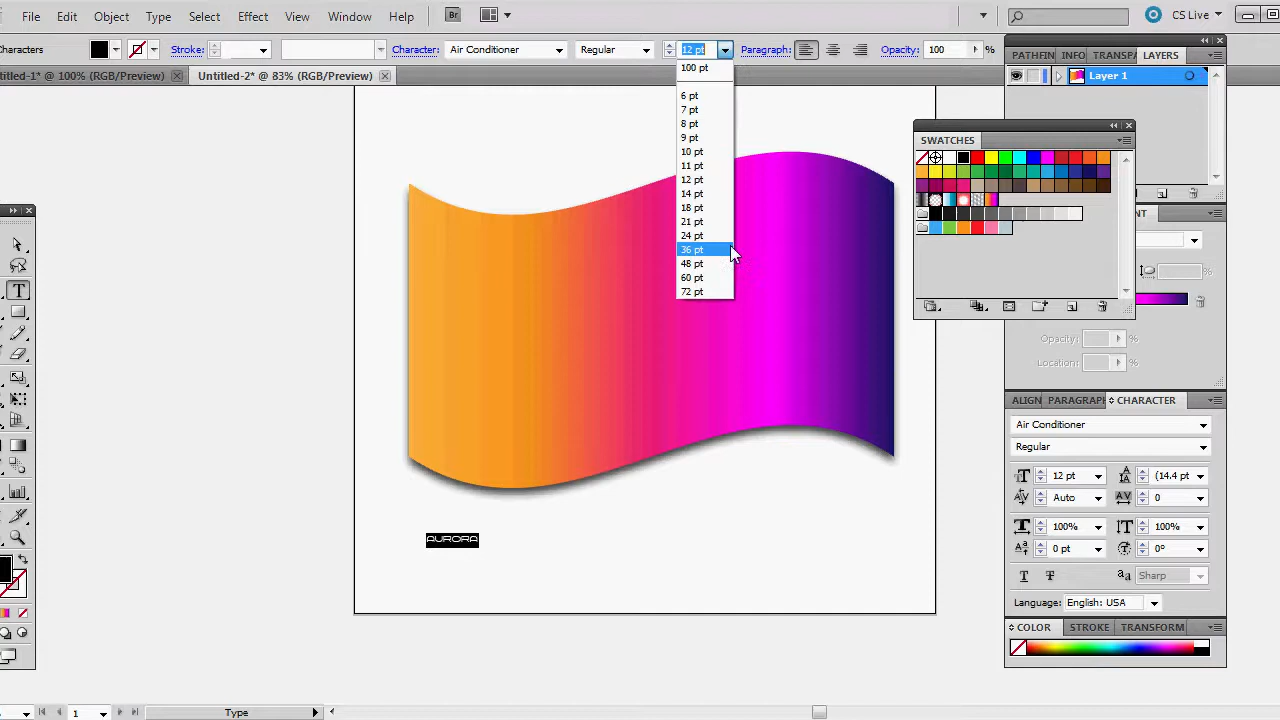 File Edit Object Type Select Effect View Window Help Br CS Live
Characters Stroke: Character: Air Conditioner Regular 12 pt Paragraph: Opacity: 100 %
Untitled-2* @ 83% (RGB/Preview)
@ 100% (RGB/Preview)
100 pt
6 pt
7 pt
8 pt
9 pt
10 pt
11 pt
12 pt
14 pt
18 pt
21 pt
24 pt
36 pt
48 pt
60 pt
72 pt
AURORA
PATHFIN INFO TRANSPA LAYERS
Layer 1
SWATCHES
NT
%
Opacity: %
Location: %
ALIGN PARAGRAPH CHARACTER
Air Conditioner
Regular
12 pt (14.4 pt
Auto 0
100% 100%
0 pt 0°
Sharp
Language: English: USA
COLOR STROKE TRANSFORM
1 Type